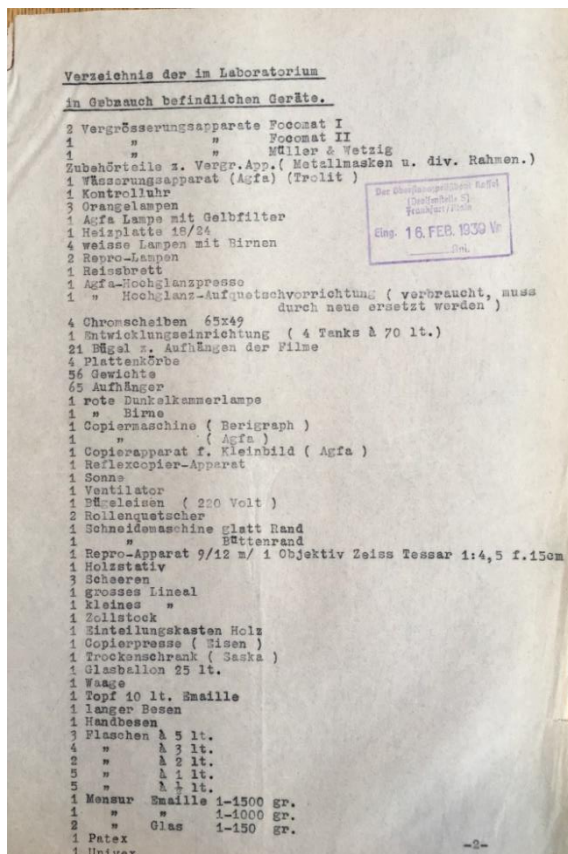 Verzeichnis der im Laboratorium
in Gebrauch befindlichen Geräte.
2 Vergrösserungsapparate Focomat I
1 " " Focomat II
1 " " Müller & Wetzig
Zubehörteile z. Vergr.App.( Metallmasken u. div. Rahmen.)
1 Wässerungsapparat (Agfa) (Trolit )
1 Kontrolluhr
3 Orangelampen
1 Agfa Lampe mit Gelbfilter
1 Heizplatte 18/24
4 weisse Lampen mit Birnen
2 Repro-Lampen
1 Reissbrett
1 Agfa-Hochglanzpresse
1 " Hochglanz-Aufquetschvorrichtung ( verbraucht, muss
durch neue ersetzt werden )
4 Chromscheiben 65x49
1 Entwicklungseinrichtung ( 4 Tanks à 70 lt.)
21 Bügel z. Aufhängen der Filme
4 Plattenkörbe
56 Gewichte
65 Aufhänger
1 rote Dunkelkammerlampe
1 " Birne
1 Copiermaschine ( Berigraph )
1 " ( Agfa )
1 Copierapparat f. Kleinbild ( Agfa )
1 Reflexcopier-Apparat
1 Sonne
1 Ventilator
1 Bügeleisen ( 220 Volt )
2 Rollenquetscher
1 Schneidemaschine glatt Rand
1 " Büttenrand
1 Repro-Apparat 9/12 m/ 1 Objektiv Zeiss Tessar 1:4,5 f.15cm
1 Holzstativ
3 Scheeren
1 grosses Lineal
1 kleines "
1 Zollstock
1 Einteilungskasten Holz
1 Copierpresse ( Eisen )
1 Trockenschrank ( Saska )
1 Glasballon 25 lt.
1 Waage
1 Topf 10 lt. Emaille
1 langer Besen
1 Handbesen
3 Flaschen à 5 lt.
4 " à 3 lt.
2 " à 2 lt.
5 " à 1 lt.
5 " à ½ lt.
1 Mensur Emaille 1-1500 gr.
1 " " 1-1000 gr.
2 " Glas 1-150 gr.
1 Patex
1 Univex
-2-
Der Oberfinanzpräsident Kassel
(Devisenstelle S)
Frankfurt/Main
Eing. 16. FEB. 1939
Anl.